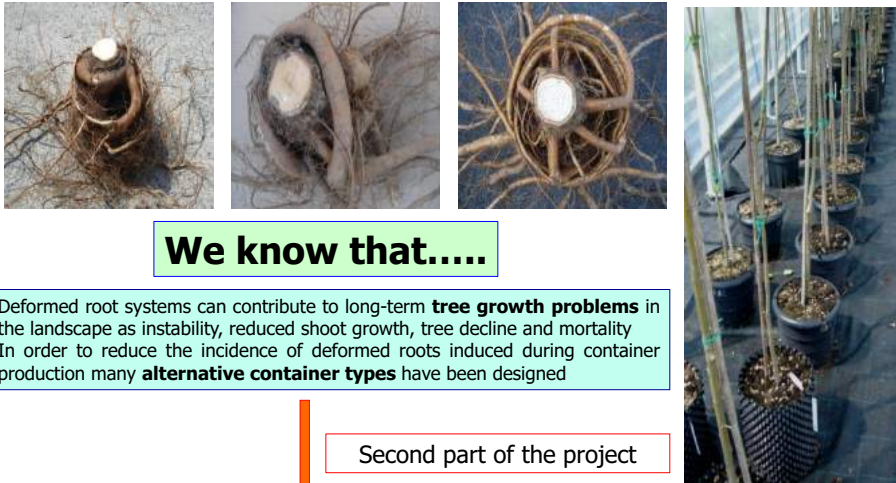 We know that.....
Deformed root systems can contribute to long-term tree growth problems in
the landscape as instability, reduced shoot growth, tree decline and mortality
In order to reduce the incidence of deformed roots induced during container
production many alternative container types have been designed
Second part of the project